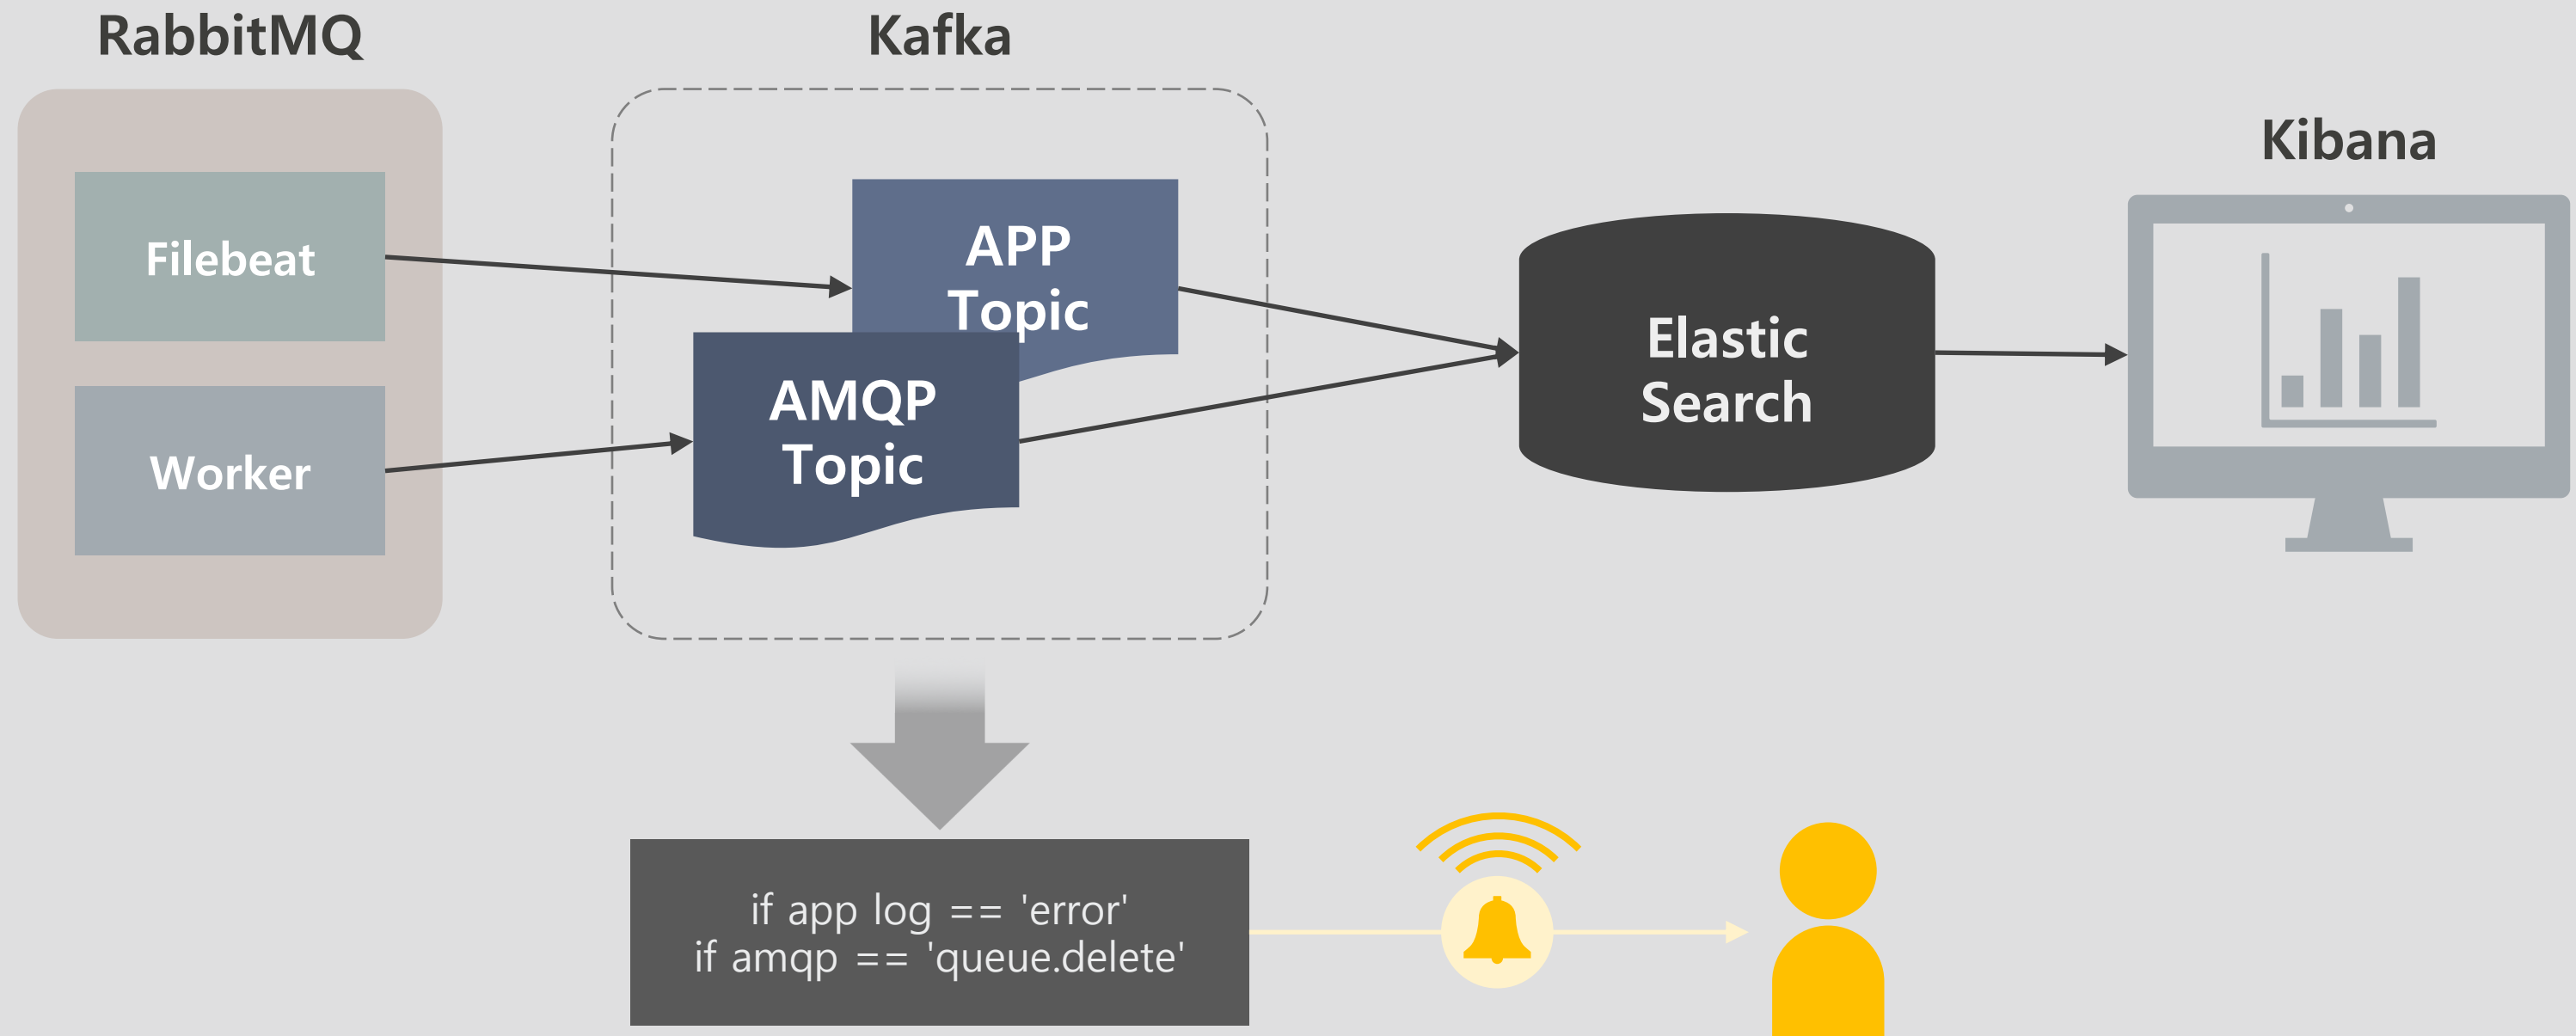 RabbitMQ
Kafka
Kibana
Filebeat
APP
Topic
Elastic
Search
AMQP
Topic
Worker
if app log == 'error'
if amqp == 'queue.delete'